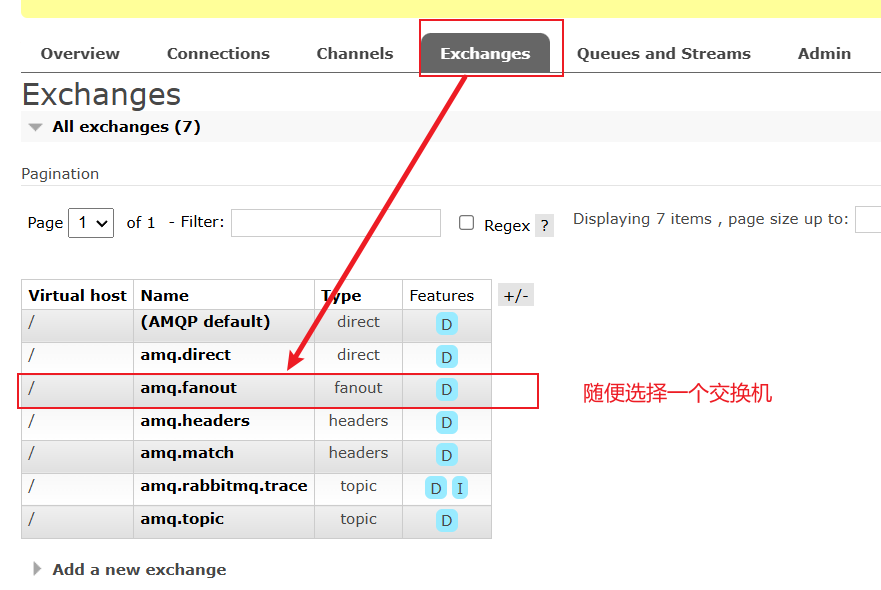 Overview Connections Channels Exchanges Queues and Streams Admin
Exchanges
All exchanges (7)
Pagination
Page 1 of 1 - Filter: Regex ? Displaying 7 items , page size up to:
Virtual host Name Type Features +/-
/ (AMQP default) direct D
/ amq.direct direct D
/ amq.fanout fanout D
随便选择一个交换机
/ amq.headers headers D
/ amq.match headers D
/ amq.rabbitmq.trace topic D I
/ amq.topic topic D
Add a new exchange